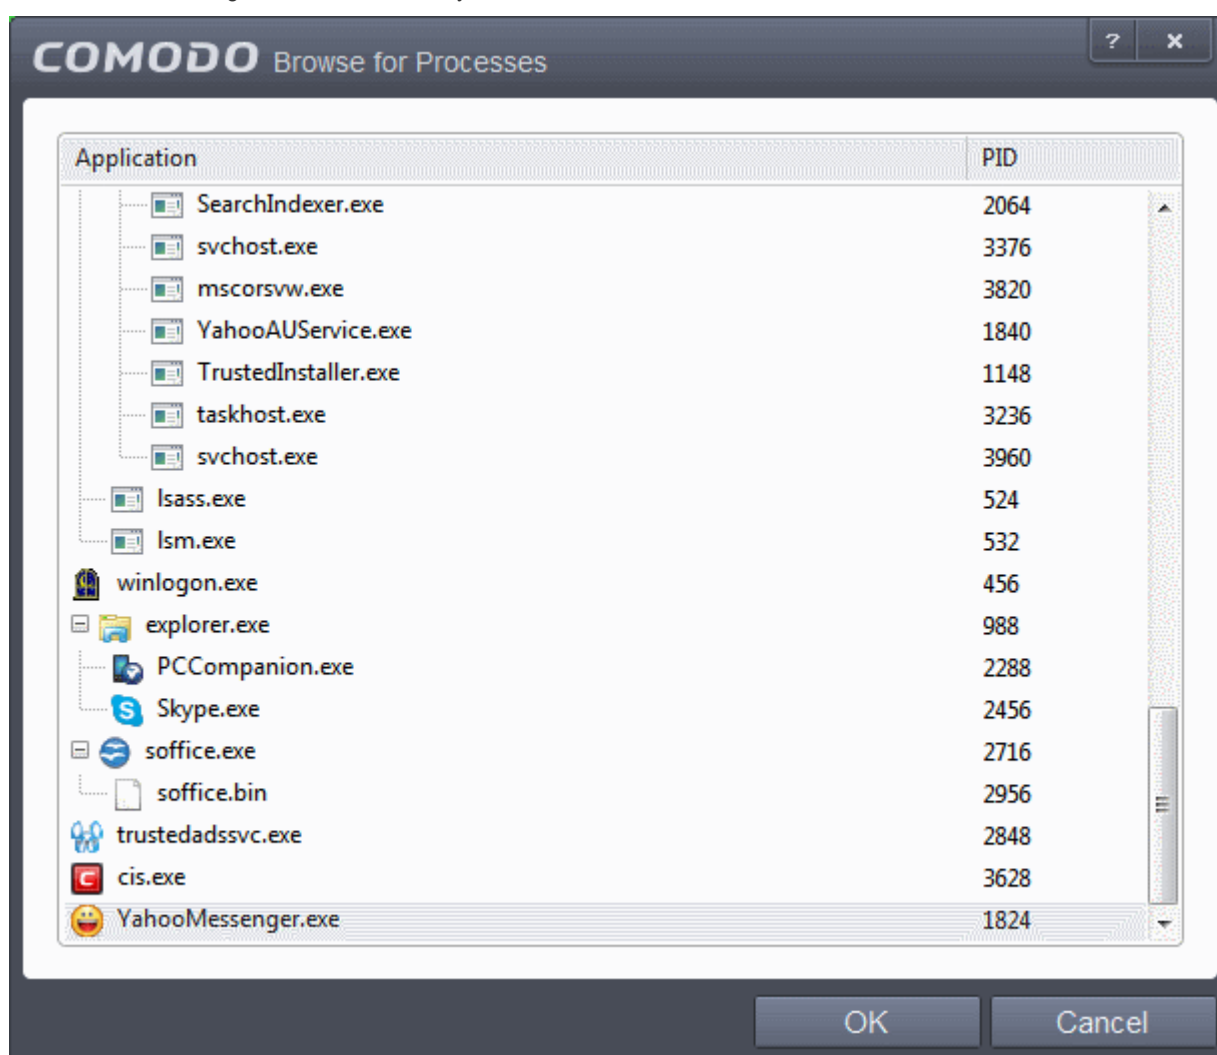 COMODO Browse for Processes ? x
Application PID
SearchIndexer.exe 2064
svchost.exe 3376
mscorsvw.exe 3820
YahooAUService.exe 1840
TrustedInstaller.exe 1148
taskhost.exe 3236
svchost.exe 3960
lsass.exe 524
lsm.exe 532
winlogon.exe 456
explorer.exe 988
PCCompanion.exe 2288
Skype.exe 2456
soffice.exe 2716
soffice.bin 2956
trustedadssvc.exe 2848
cis.exe 3628
YahooMessenger.exe 1824
OK Cancel